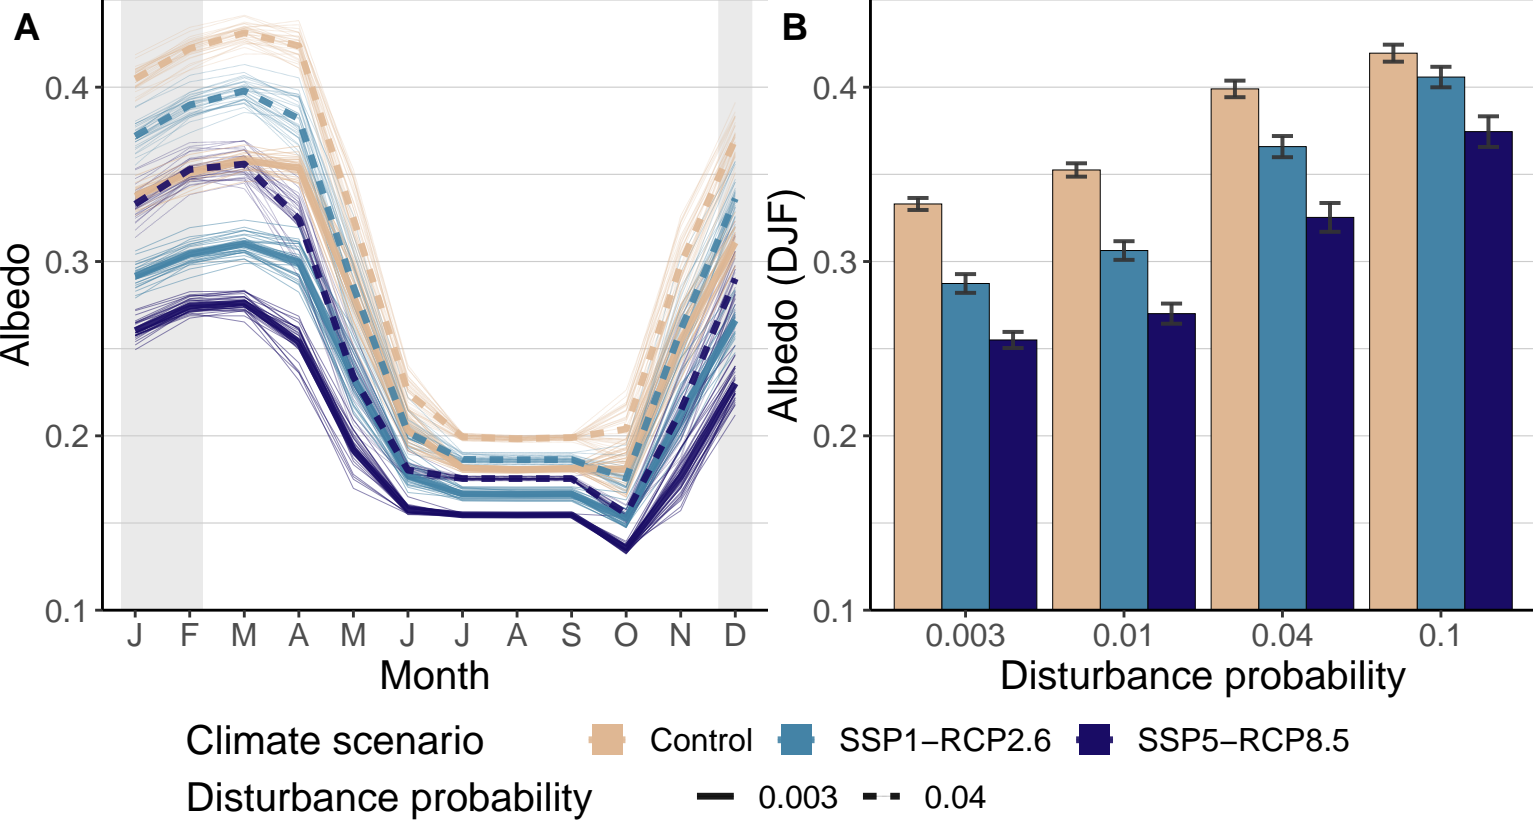 A
Albedo
0.4
0.3
0.2
0.1
J F M A M J J A S O N D
Month
B
Albedo (DJF)
0.4
0.3
0.2
0.1
0.003 0.01 0.04 0.1
Disturbance probability
Climate scenario Control SSP1−RCP2.6 SSP5−RCP8.5
Disturbance probability 0.003 0.04